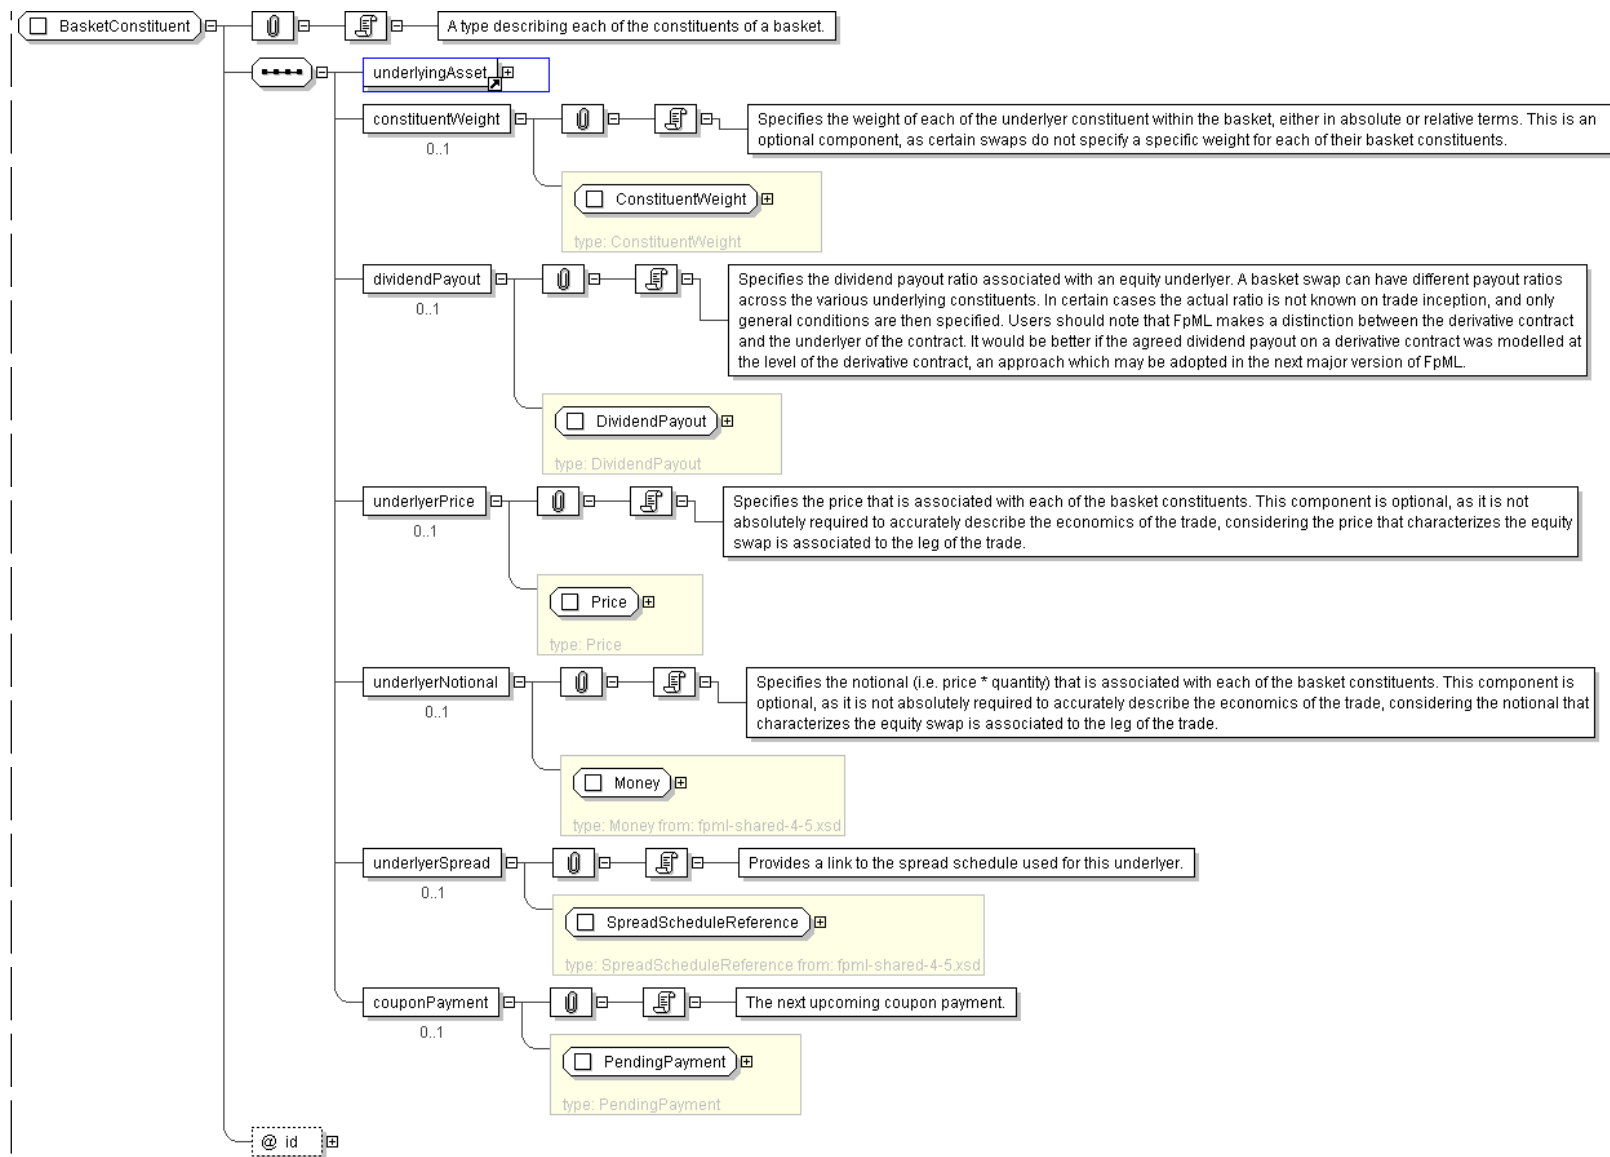 BasketConstituent
A type describing each of the constituents of a basket.
underlyingAsset
constituentWeight
0..1
Specifies the weight of each of the underlyer constituent within the basket, either in absolute or relative terms. This is an
optional component, as certain swaps do not specify a specific weight for each of their basket constituents.
ConstituentWeight
type: ConstituentWeight
dividendPayout
0..1
Specifies the dividend payout ratio associated with an equity underlyer. A basket swap can have different payout ratios
across the various underlying constituents. In certain cases the actual ratio is not known on trade inception, and only
general conditions are then specified. Users should note that FpML makes a distinction between the derivative contract
and the underlyer of the contract. It would be better if the agreed dividend payout on a derivative contract was modelled at
the level of the derivative contract, an approach which may be adopted in the next major version of FpML.
DividendPayout
type: DividendPayout
underlyerPrice
0..1
Specifies the price that is associated with each of the basket constituents. This component is optional, as it is not
absolutely required to accurately describe the economics of the trade, considering the price that characterizes the equity
swap is associated to the leg of the trade.
Price
type: Price
underlyerNotional
0..1
Specifies the notional (i.e. price * quantity) that is associated with each of the basket constituents. This component is
optional, as it is not absolutely required to accurately describe the economics of the trade, considering the notional that
characterizes the equity swap is associated to the leg of the trade.
Money
type: Money from: fpml-shared-4-5.xsd
underlyerSpread
0..1
Provides a link to the spread schedule used for this underlyer.
SpreadScheduleReference
type: SpreadScheduleReference from: fpml-shared-4-5.xsd
couponPayment
0..1
The next upcoming coupon payment.
PendingPayment
type: PendingPayment
@ id